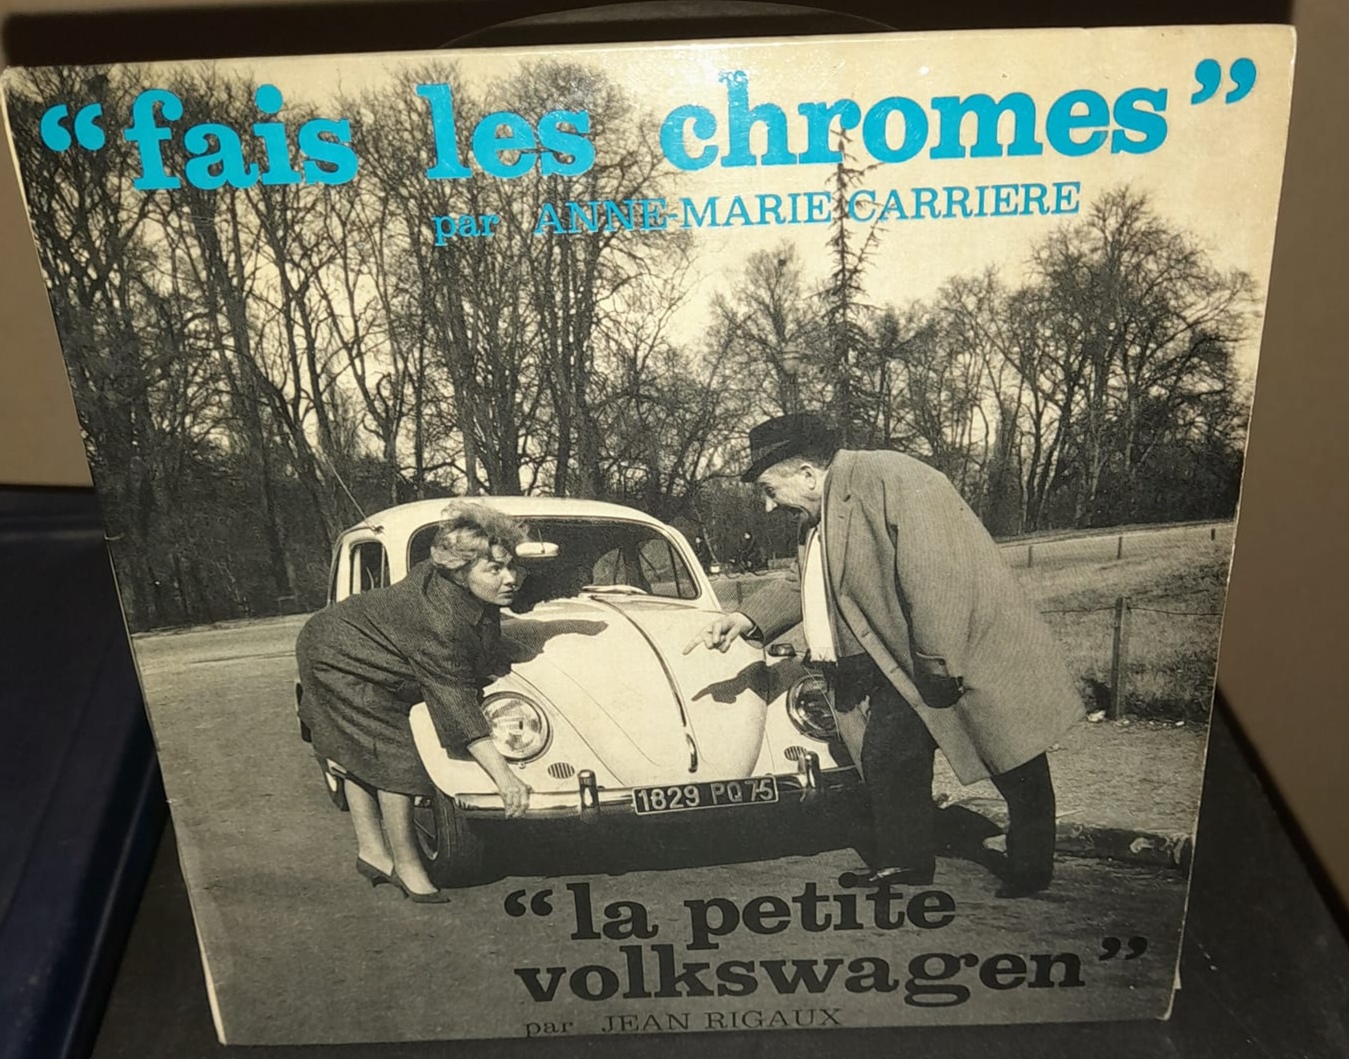 “fais les chromes”
par ANNE-MARIE CARRIERE
1829 PQ 75
“la petite
volkswagen”
par JEAN RIGAUX